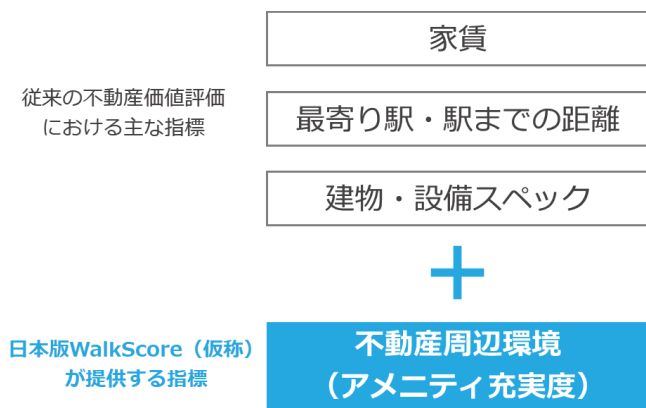 家賃
従来の不動産価値評価
における主な指標
最寄り駅・駅までの距離
建物・設備スペック
+
日本版WalkScore（仮称）
が提供する指標
不動産周辺環境
（アメニティ充実度）